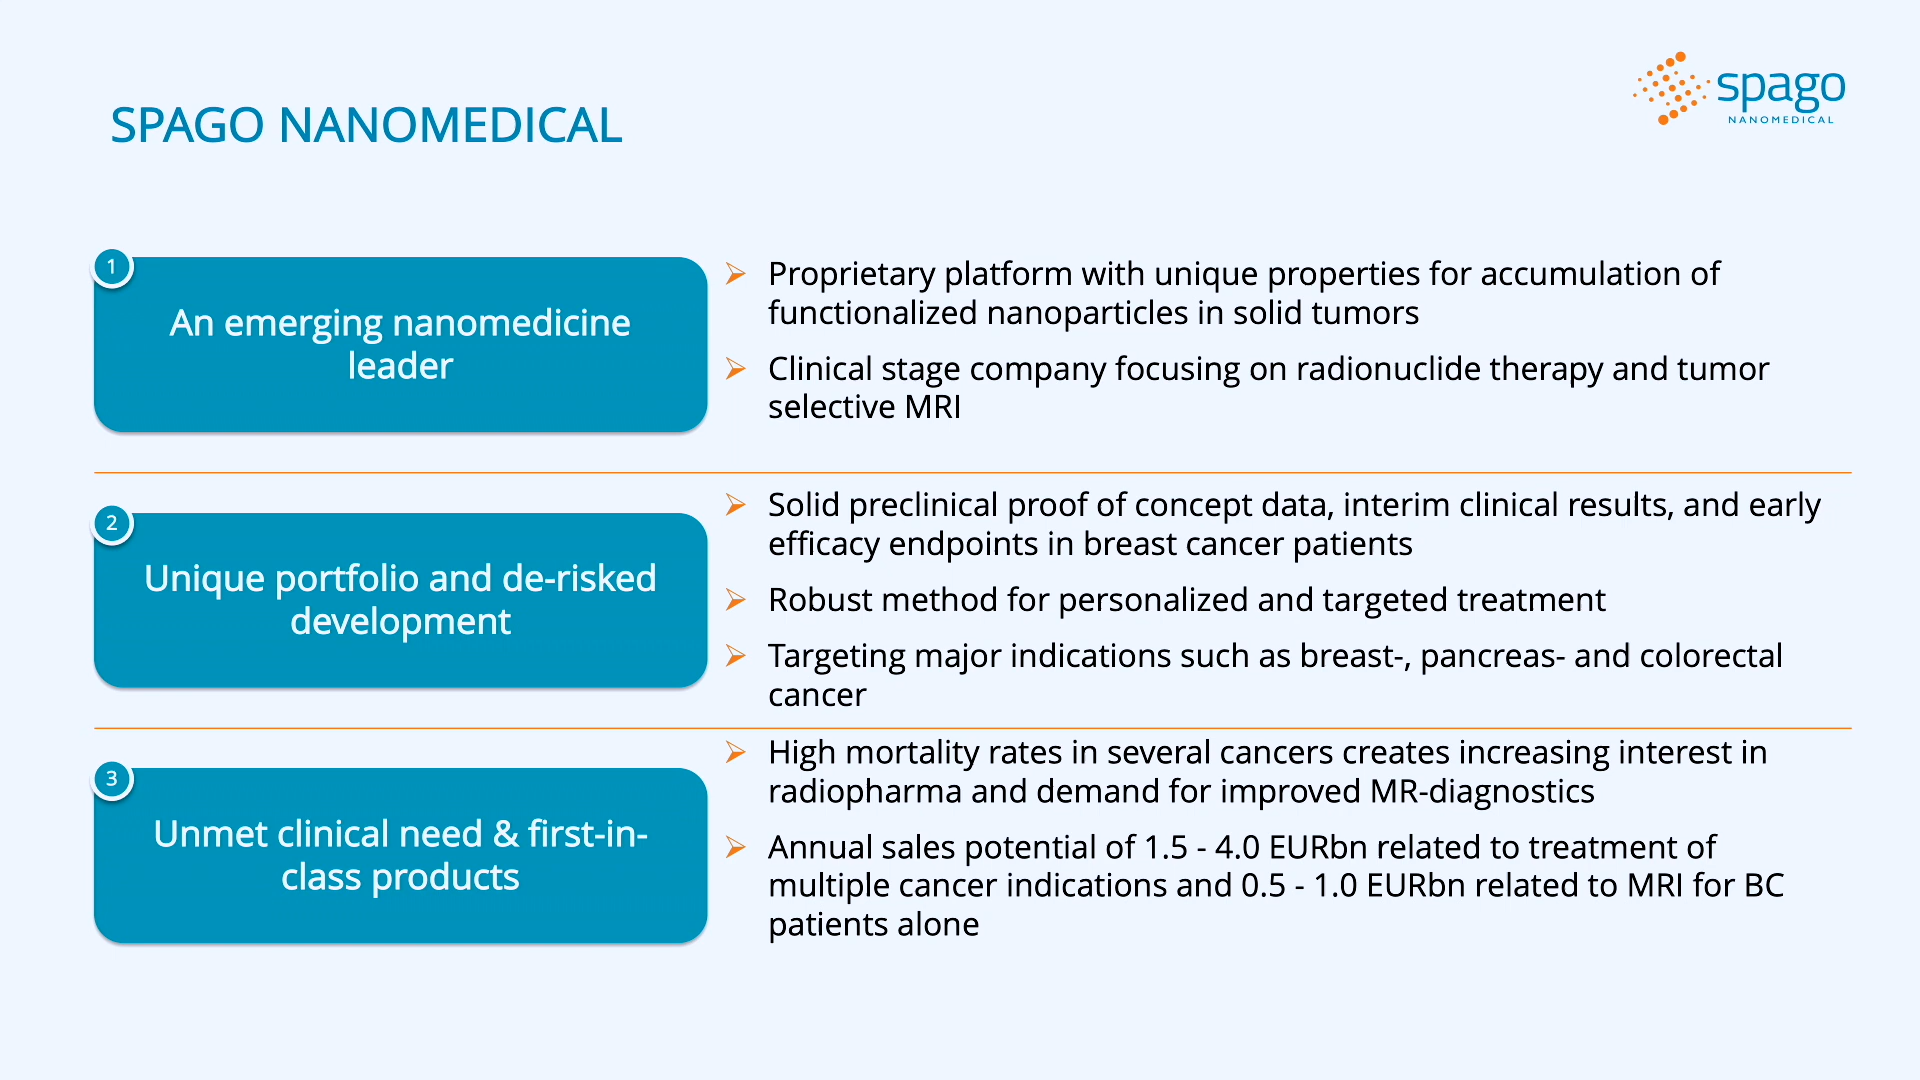 SPAGO NANOMEDICAL
spago
NANOMEDICAL
1
An emerging nanomedicine
leader
Proprietary platform with unique properties for accumulation of
functionalized nanoparticles in solid tumors
Clinical stage company focusing on radionuclide therapy and tumor
selective MRI
2
Unique portfolio and de-risked
development
Solid preclinical proof of concept data, interim clinical results, and early
efficacy endpoints in breast cancer patients
Robust method for personalized and targeted treatment
Targeting major indications such as breast-, pancreas- and colorectal
cancer
3
Unmet clinical need & first-in-
class products
High mortality rates in several cancers creates increasing interest in
radiopharma and demand for improved MR-diagnostics
Annual sales potential of 1.5 - 4.0 EURbn related to treatment of
multiple cancer indications and 0.5 - 1.0 EURbn related to MRI for BC
patients alone